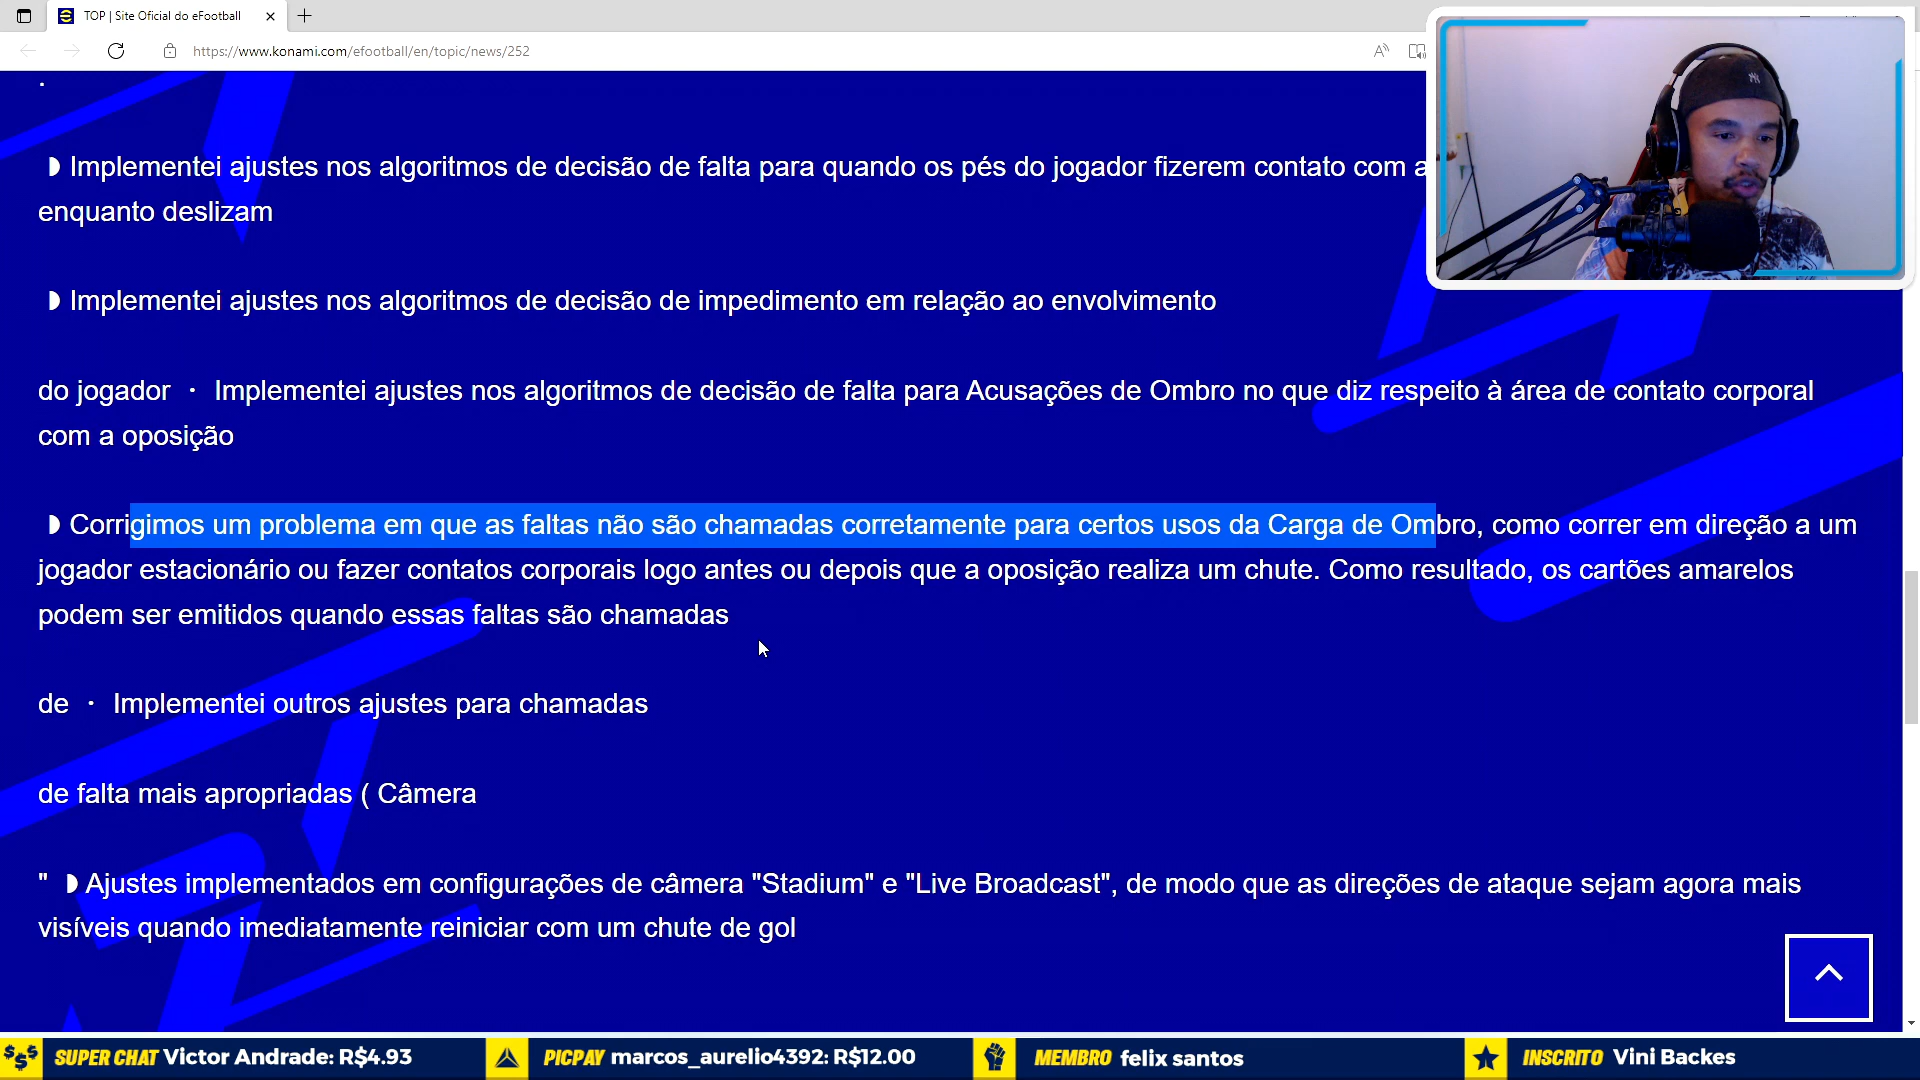 TOP | Site Oficial do eFootball
https://www.konami.com/efootball/en/topic/news/252
◗ Implementei ajustes nos algoritmos de decisão de falta para quando os pés do jogador fizerem contato com a
enquanto deslizam
◗ Implementei ajustes nos algoritmos de decisão de impedimento em relação ao envolvimento
do jogador ・ Implementei ajustes nos algoritmos de decisão de falta para Acusações de Ombro no que diz respeito à área de contato corporal
com a oposição
◗ Corrigimos um problema em que as faltas não são chamadas corretamente para certos usos da Carga de Ombro, como correr em direção a um
jogador estacionário ou fazer contatos corporais logo antes ou depois que a oposição realiza um chute. Como resultado, os cartões amarelos
podem ser emitidos quando essas faltas são chamadas
de ・ Implementei outros ajustes para chamadas
de falta mais apropriadas ( Câmera
" ◗ Ajustes implementados em configurações de câmera "Stadium" e "Live Broadcast", de modo que as direções de ataque sejam agora mais
visíveis quando imediatamente reiniciar com um chute de gol
$$$ SUPER CHAT Victor Andrade: R$4.93 PICPAY marcos_aurelio4392: R$12.00 MEMBRO felix santos INSCRITO Vini Backes